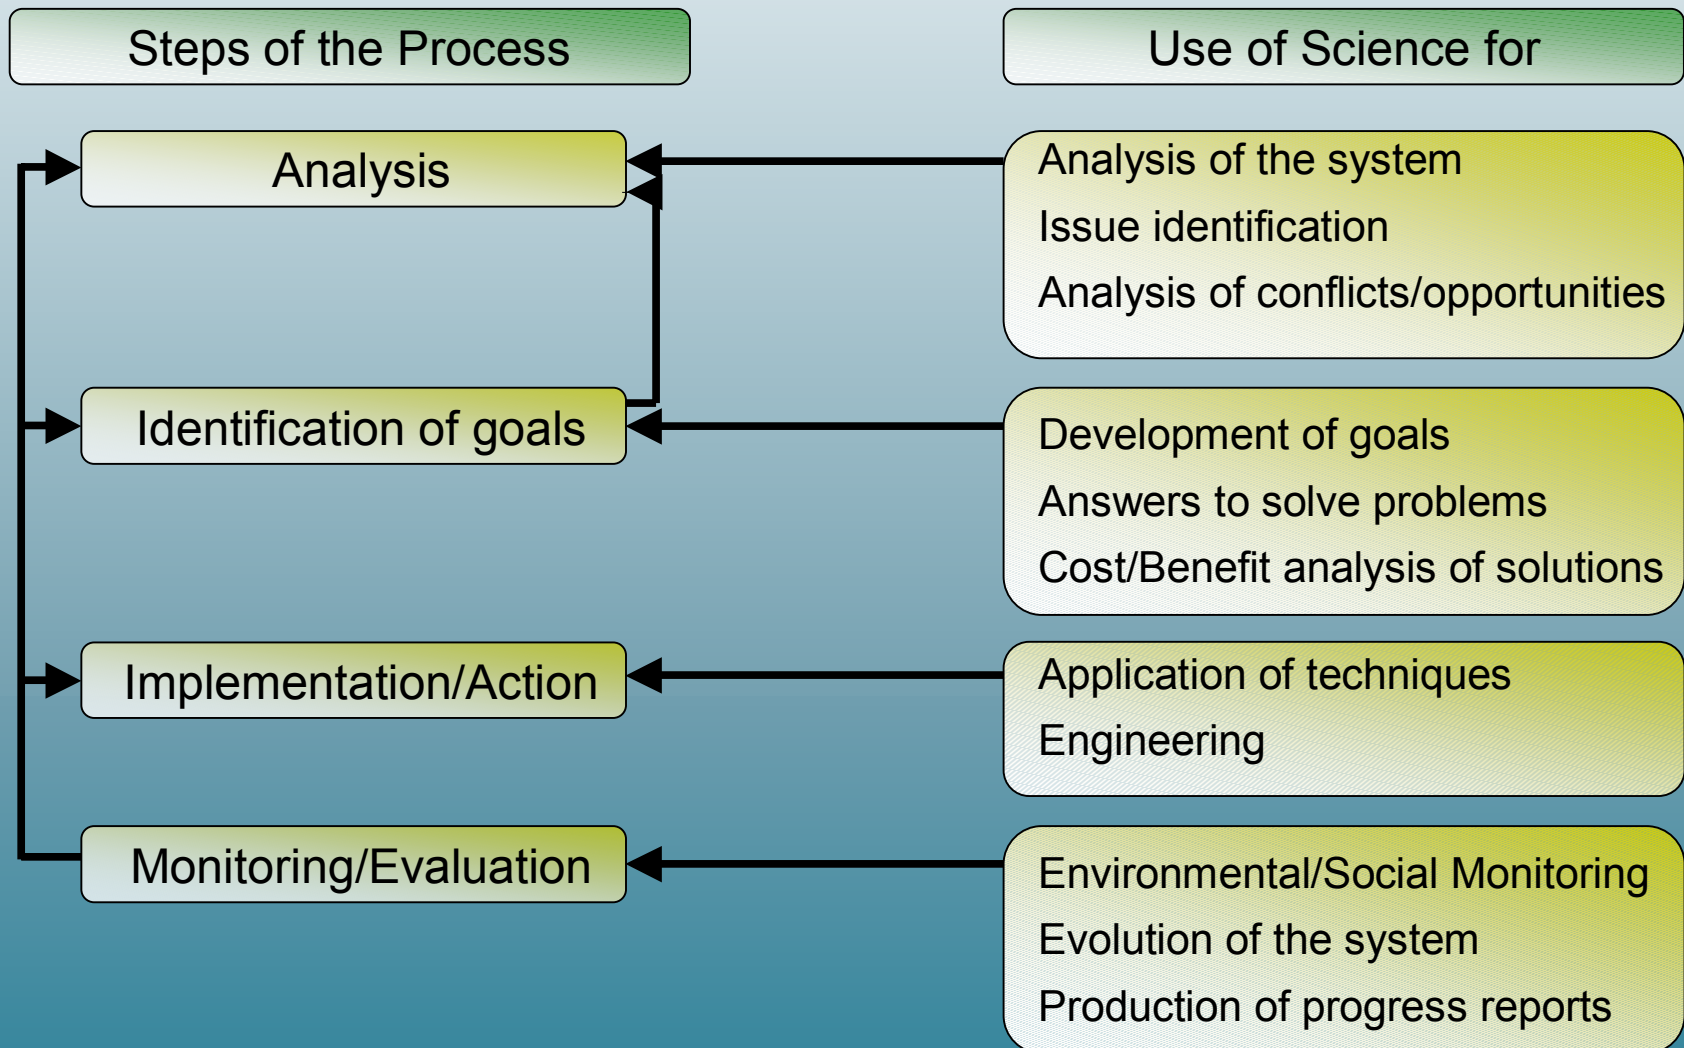 Steps of the Process
Use of Science for
Analysis
Analysis of the system
Issue identification
Analysis of conflicts/opportunities
Identification of goals
Development of goals
Answers to solve problems
Cost/Benefit analysis of solutions
Implementation/Action
Application of techniques
Engineering
Monitoring/Evaluation
Environmental/Social Monitoring
Evolution of the system
Production of progress reports